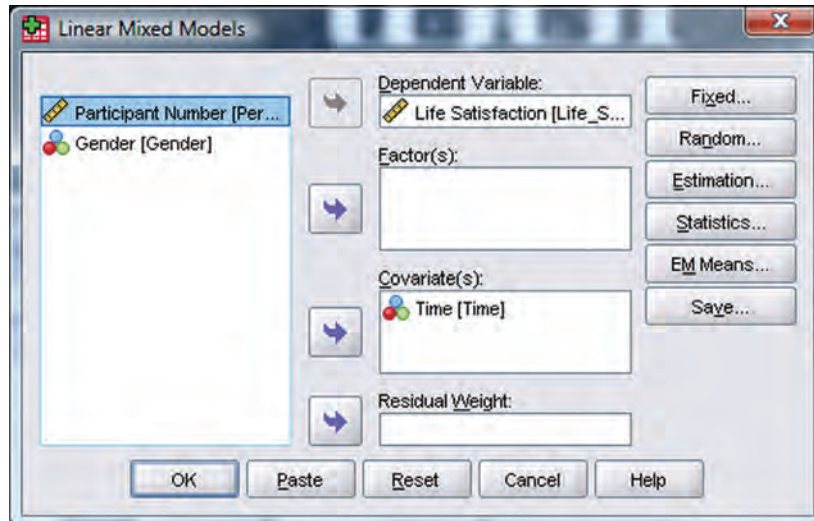 Linear Mixed Models
Participant Number [Per...
Gender [Gender]
Dependent Variable:
Life Satisfaction [Life_S...
Factor(s):
Covariate(s):
Time [Time]
Residual Weight:
Fixed...
Random...
Estimation...
Statistics...
EM Means...
Save...
OK Paste Reset Cancel Help